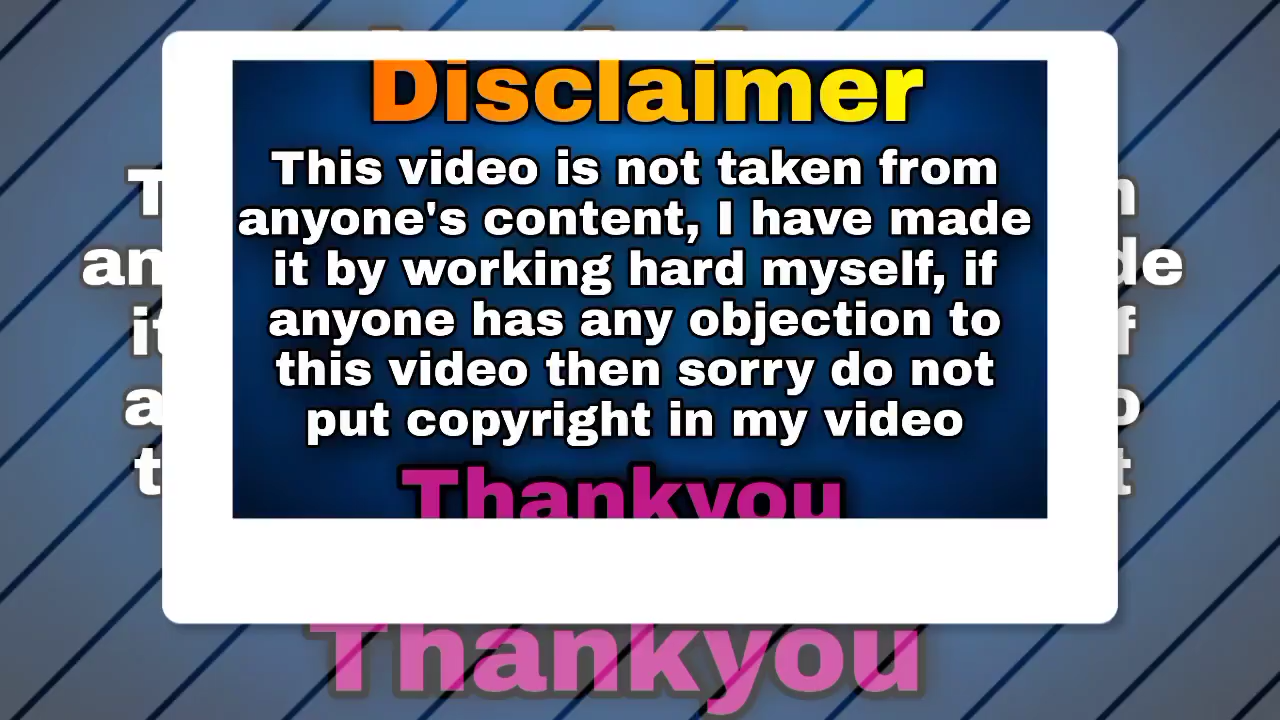 Disclaimer
This video is not taken from
anyone's content, I have made
it by working hard myself, if
anyone has any objection to
this video then sorry do not
put copyright in my video
Thankyou
Thankyou